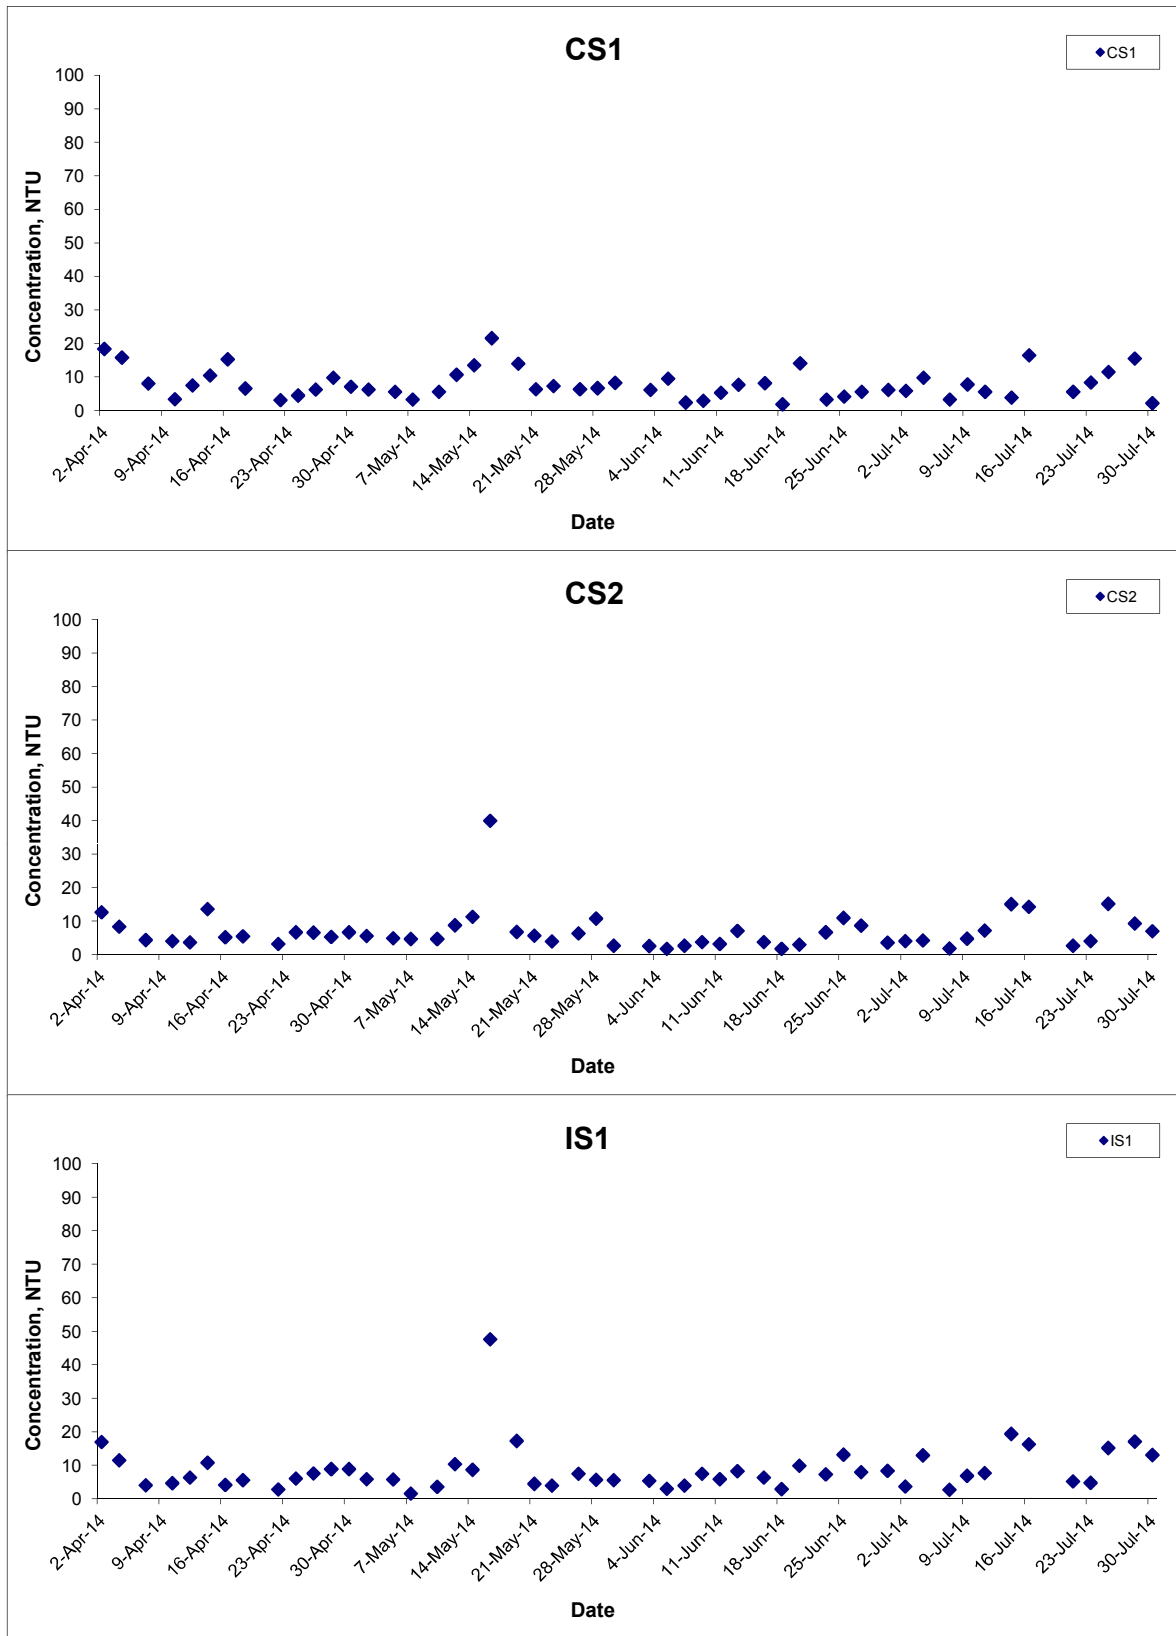 CS1
CS1
100
90
80
70
60
50
40
30
20
10
0
Concentration, NTU
2-Apr-14
9-Apr-14
16-Apr-14
23-Apr-14
30-Apr-14
7-May-14
14-May-14
21-May-14
28-May-14
4-Jun-14
11-Jun-14
18-Jun-14
25-Jun-14
2-Jul-14
9-Jul-14
16-Jul-14
23-Jul-14
30-Jul-14
Date
CS2
CS2
100
90
80
70
60
50
40
30
20
10
0
Concentration, NTU
2-Apr-14
9-Apr-14
16-Apr-14
23-Apr-14
30-Apr-14
7-May-14
14-May-14
21-May-14
28-May-14
4-Jun-14
11-Jun-14
18-Jun-14
25-Jun-14
2-Jul-14
9-Jul-14
16-Jul-14
23-Jul-14
30-Jul-14
Date
IS1
IS1
100
90
80
70
60
50
40
30
20
10
0
Concentration, NTU
2-Apr-14
9-Apr-14
16-Apr-14
23-Apr-14
30-Apr-14
7-May-14
14-May-14
21-May-14
28-May-14
4-Jun-14
11-Jun-14
18-Jun-14
25-Jun-14
2-Jul-14
9-Jul-14
16-Jul-14
23-Jul-14
30-Jul-14
Date